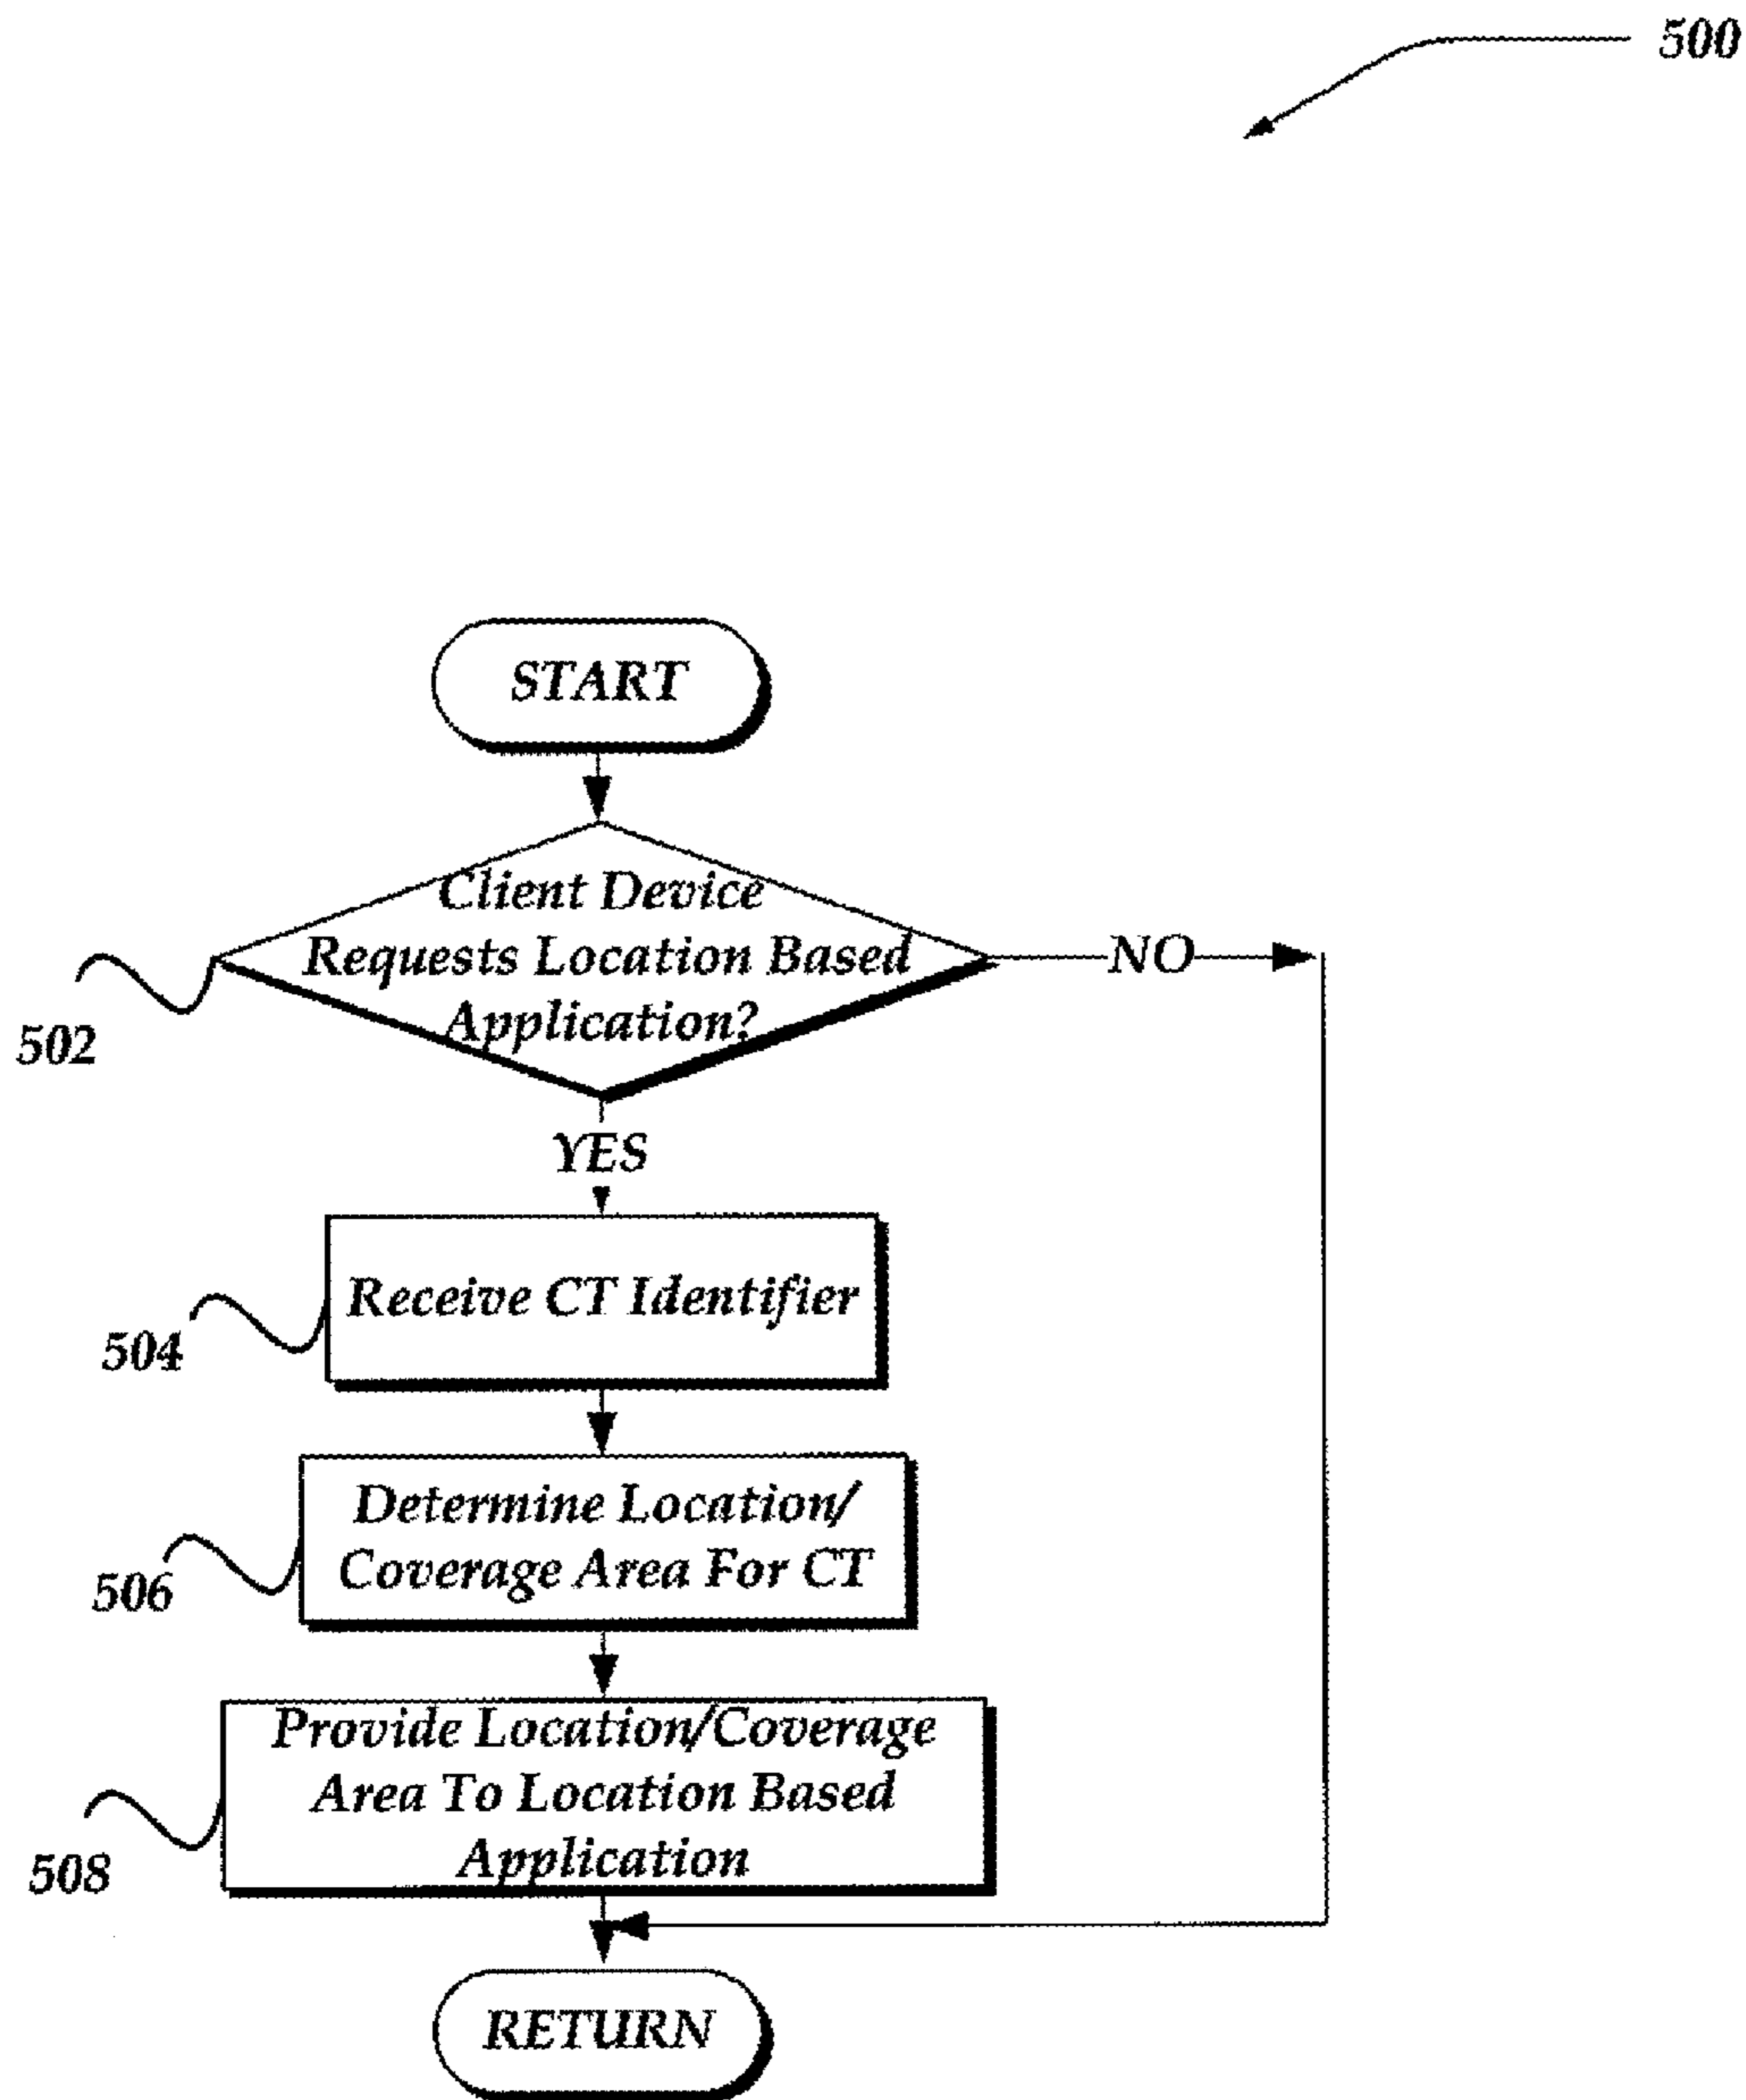 500
START
Client Device
Requests Location Based
Application?
NO
502
YES
Receive CT Identifier
504
Determine Location/
Coverage Area For CT
506
Provide Location/Coverage
Area To Location Based
Application
508
RETURN